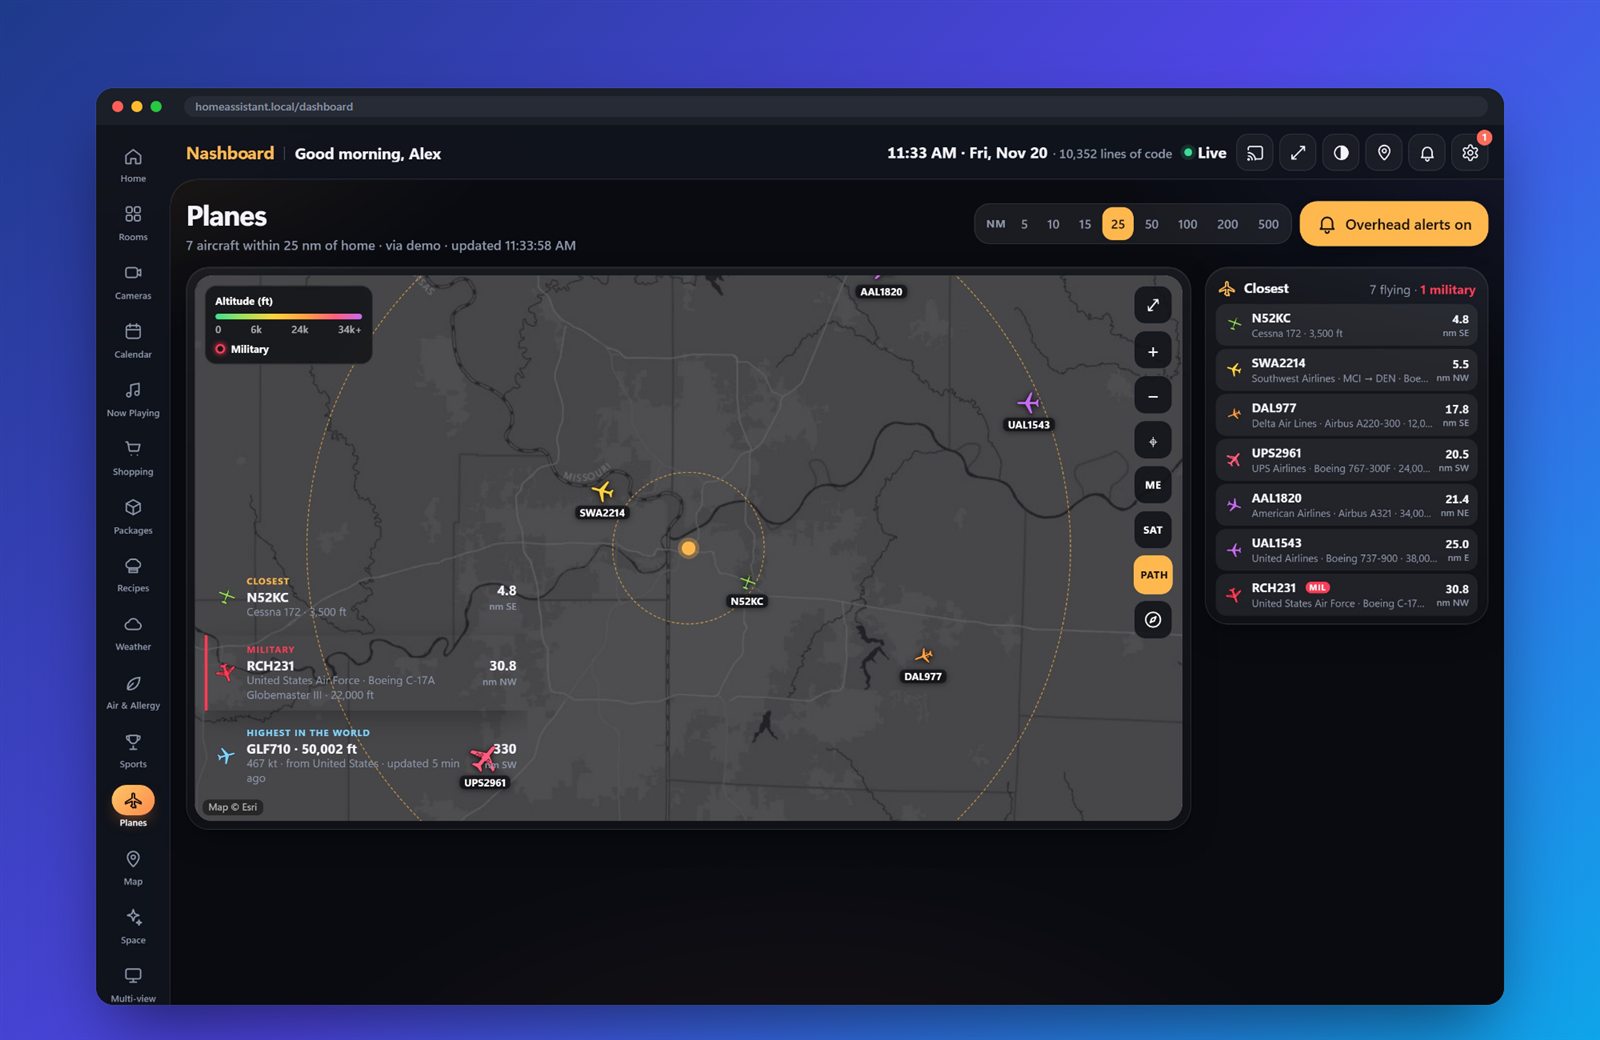 homeassistant.local/dashboard
Nashboard
Good morning, Alex
11:33 AM · Fri, Nov 20 · 10,352 lines of code
Live
1
Home
Rooms
Cameras
Calendar
Now Playing
Shopping
Packages
Recipes
Weather
Air & Allergy
Sports
Planes
Map
Space
Multi-view
Planes
7 aircraft within 25 nm of home · via demo · updated 11:33:58 AM
NM 5 10 15 25 50 100 200 500
Overhead alerts on
Altitude (ft)
0 6k 24k 34k+
Military
AAL1820
UAL1543
MISSOURI
SWA2214
N52KC
DAL977
UPS2961
+
−
ME
SAT
PATH
CLOSEST
N52KC
Cessna 172 · 3,500 ft
4.8
nm SE
MILITARY
RCH231
United States Air Force · Boeing C-17A
Globemaster III · 22,000 ft
30.8
nm NW
HIGHEST IN THE WORLD
GLF710 · 50,002 ft
467 kt · from United States · updated 5 min
ago
330
nm SW
Map © Esri
Closest
7 flying · 1 military
N52KC
Cessna 172 · 3,500 ft
4.8
nm SE
SWA2214
Southwest Airlines · MCI → DEN · Boe...
5.5
nm NW
DAL977
Delta Air Lines · Airbus A220-300 · 12,0...
17.8
nm SE
UPS2961
UPS Airlines · Boeing 767-300F · 24,00...
20.5
nm SW
AAL1820
American Airlines · Airbus A321 · 34,00...
21.4
nm NE
UAL1543
United Airlines · Boeing 737-900 · 38,00...
25.0
nm E
RCH231 MIL
United States Air Force · Boeing C-17...
30.8
nm NW